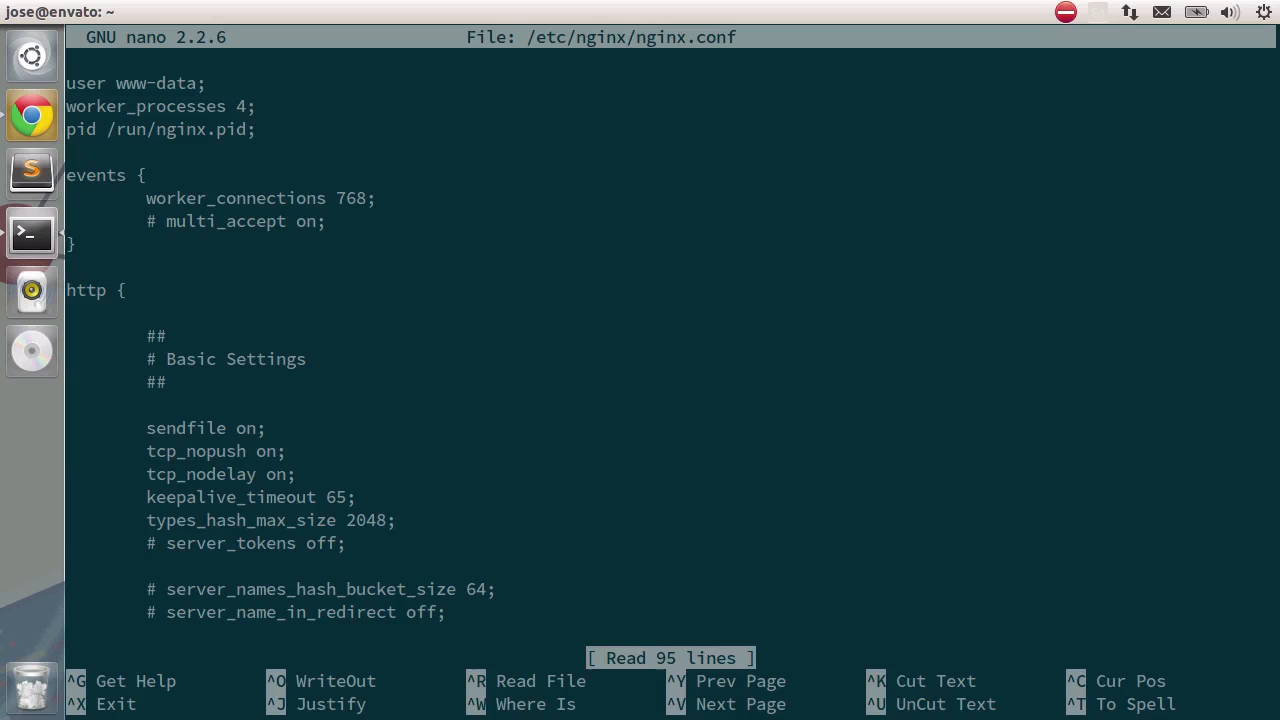 jose@envato: ~
GNU nano 2.2.6 File: /etc/nginx/nginx.conf
user www-data;
worker_processes 4;
pid /run/nginx.pid;
events {
worker_connections 768;
# multi_accept on;
}
http {
##
# Basic Settings
##
sendfile on;
tcp_nopush on;
tcp_nodelay on;
keepalive_timeout 65;
types_hash_max_size 2048;
# server_tokens off;
# server_names_hash_bucket_size 64;
# server_name_in_redirect off;
[ Read 95 lines ]
^G Get Help ^O WriteOut ^R Read File ^Y Prev Page ^K Cut Text ^C Cur Pos
^X Exit ^J Justify ^W Where Is ^V Next Page ^U UnCut Text ^T To Spell